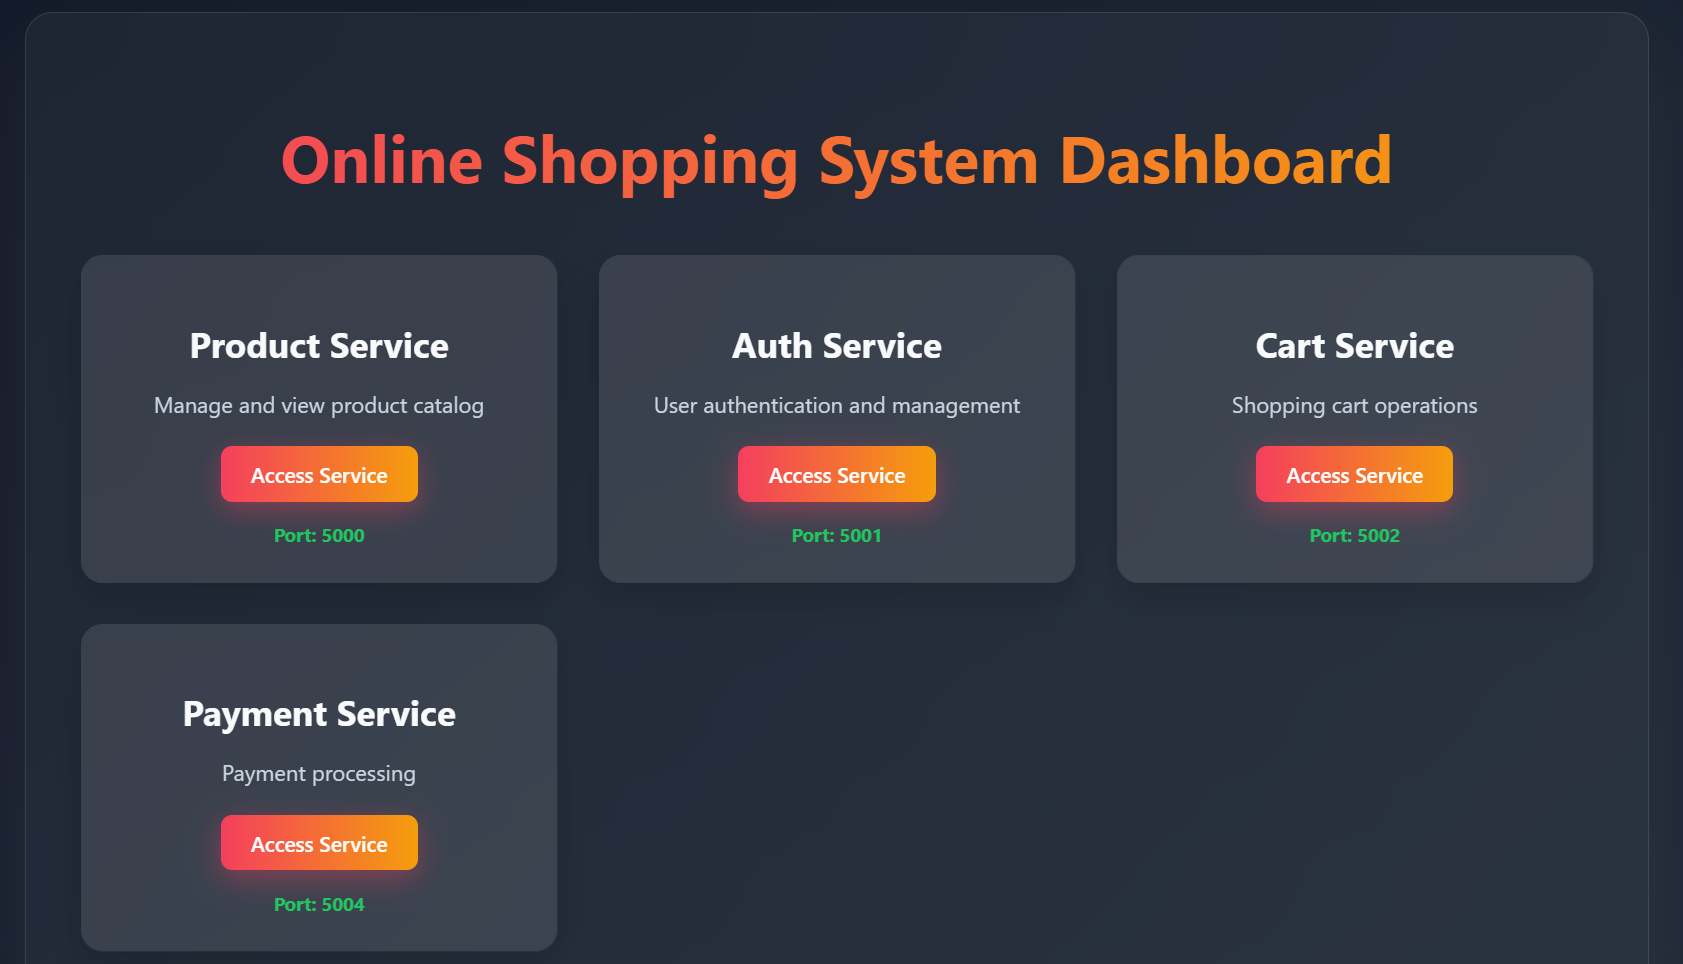 Online Shopping System Dashboard
Product Service
Manage and view product catalog
Access Service
Port: 5000
Auth Service
User authentication and management
Access Service
Port: 5001
Cart Service
Shopping cart operations
Access Service
Port: 5002
Payment Service
Payment processing
Access Service
Port: 5004